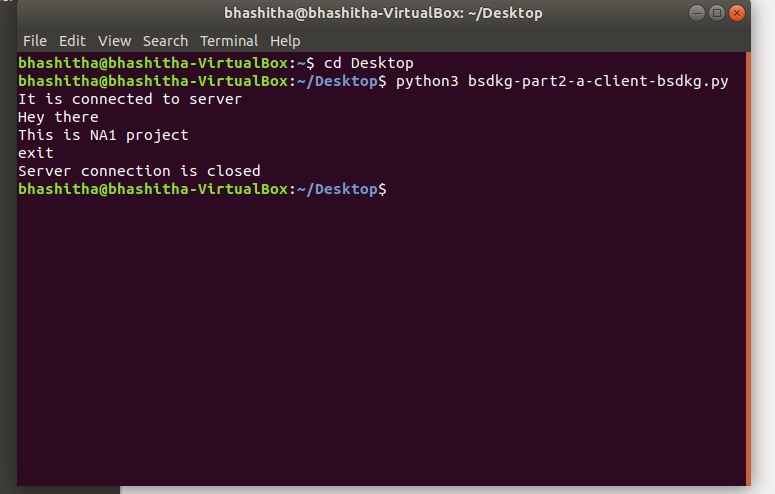 bhashitha@bhashitha-VirtualBox: ~/Desktop
File Edit View Search Terminal Help
bhashitha@bhashitha-VirtualBox:~$ cd Desktop
bhashitha@bhashitha-VirtualBox:~/Desktop$ python3 bsdkg-part2-a-client-bsdkg.py
It is connected to server
Hey there
This is NA1 project
exit
Server connection is closed
bhashitha@bhashitha-VirtualBox:~/Desktop$